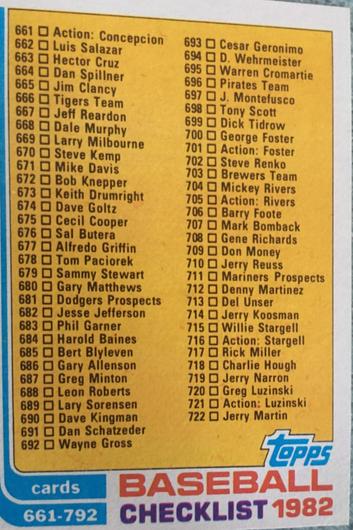 661 Action: Concepcion
662 Luis Salazar
663 Hector Cruz
664 Dan Spillner
665 Jim Clancy
666 Tigers Team
667 Jeff Reardon
668 Dale Murphy
669 Larry Milbourne
670 Steve Kemp
671 Mike Davis
672 Bob Knepper
673 Keith Drumright
674 Dave Goltz
675 Cecil Cooper
676 Sal Butera
677 Alfredo Griffin
678 Tom Paciorek
679 Sammy Stewart
680 Gary Matthews
681 Dodgers Prospects
682 Jesse Jefferson
683 Phil Garner
684 Harold Baines
685 Bert Blyleven
686 Gary Allenson
687 Greg Minton
688 Leon Roberts
689 Lary Sorensen
690 Dave Kingman
691 Dan Schatzeder
692 Wayne Gross
693 Cesar Geronimo
694 D. Wehrmeister
695 Warren Cromartie
696 Pirates Team
697 J. Montefusco
698 Tony Scott
699 Dick Tidrow
700 George Foster
701 Action: Foster
702 Steve Renko
703 Brewers Team
704 Mickey Rivers
705 Action: Rivers
706 Barry Foote
707 Mark Bomback
708 Gene Richards
709 Don Money
710 Jerry Reuss
711 Mariners Prospects
712 Denny Martinez
713 Del Unser
714 Jerry Koosman
715 Willie Stargell
716 Action: Stargell
717 Rick Miller
718 Charlie Hough
719 Jerry Narron
720 Greg Luzinski
721 Action: Luzinski
722 Jerry Martin
topps
cards
661-792
BASEBALL
CHECKLIST 1982